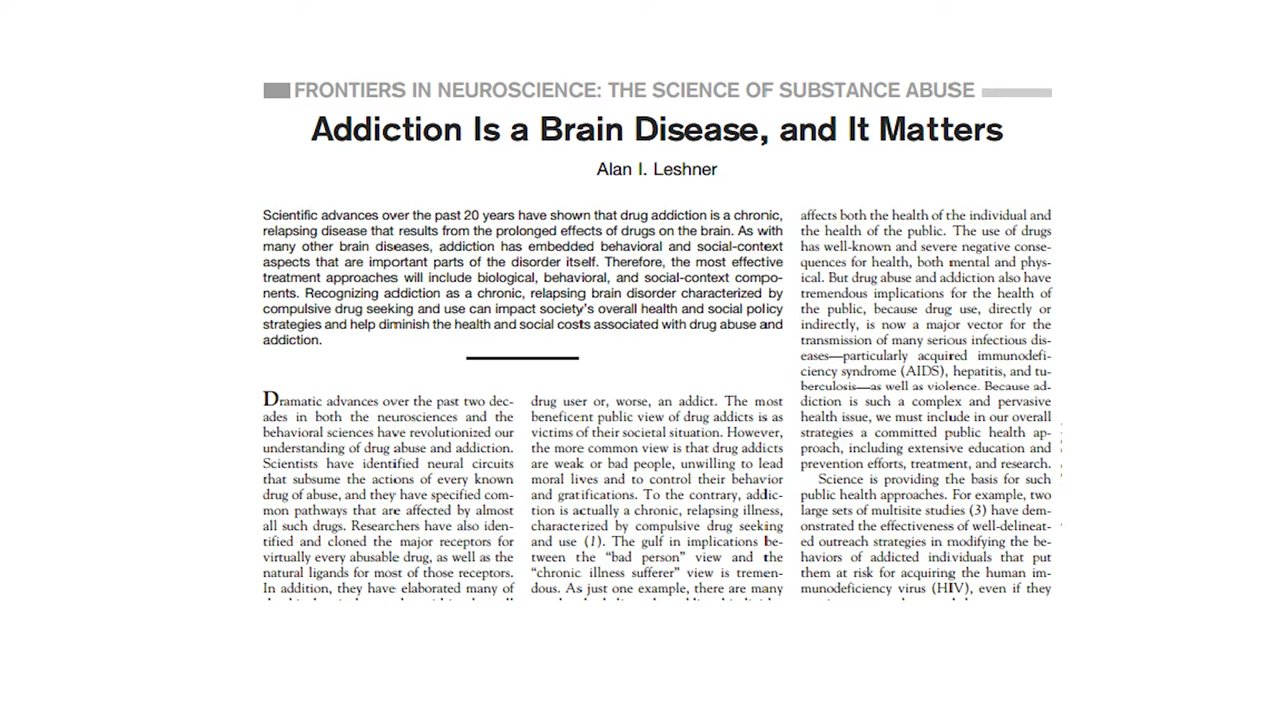 FRONTIERS IN NEUROSCIENCE: THE SCIENCE OF SUBSTANCE ABUSE
Addiction Is a Brain Disease, and It Matters
Alan I. Leshner
Scientific advances over the past 20 years have shown that drug addiction is a chronic,
relapsing disease that results from the prolonged effects of drugs on the brain. As with
many other brain diseases, addiction has embedded behavioral and social-context
aspects that are important parts of the disorder itself. Therefore, the most effective
treatment approaches will include biological, behavioral, and social-context compo-
nents. Recognizing addiction as a chronic, relapsing brain disorder characterized by
compulsive drug seeking and use can impact society's overall health and social policy
strategies and help diminish the health and social costs associated with drug abuse and
addiction.
Dramatic advances over the past two dec-
ades in both the neurosciences and the
behavioral sciences have revolutionized our
understanding of drug abuse and addiction.
Scientists have identified neural circuits
that subsume the actions of every known
drug of abuse, and they have specified com-
mon pathways that are affected by almost
all such drugs. Researchers have also iden-
tified and cloned the major receptors for
virtually every abusable drug, as well as the
natural ligands for most of those receptors.
In addition, they have elaborated many of
drug user or, worse, an addict. The most
beneficent public view of drug addicts is as
victims of their societal situation. However,
the more common view is that drug addicts
are weak or bad people, unwilling to lead
moral lives and to control their behavior
and gratifications. To the contrary, addic-
tion is actually a chronic, relapsing illness,
characterized by compulsive drug seeking
and use (1). The gulf in implications be-
tween the "bad person" view and the
"chronic illness sufferer" view is tremen-
dous. As just one example, there are many
affects both the health of the individual and
the health of the public. The use of drugs
has well-known and severe negative conse-
quences for health, both mental and phys-
ical. But drug abuse and addiction also have
tremendous implications for the health of
the public, because drug use, directly or
indirectly, is now a major vector for the
transmission of many serious infectious dis-
eases—particularly acquired immunodefi-
ciency syndrome (AIDS), hepatitis, and tu-
berculosis—as well as violence. Because ad-
diction is such a complex and pervasive
health issue, we must include in our overall
strategies a committed public health ap-
proach, including extensive education and
prevention efforts, treatment, and research.
Science is providing the basis for such
public health approaches. For example, two
large sets of multisite studies (3) have dem-
onstrated the effectiveness of well-delineat-
ed outreach strategies in modifying the be-
haviors of addicted individuals that put
them at risk for acquiring the human im-
munodeficiency virus (HIV), even if they